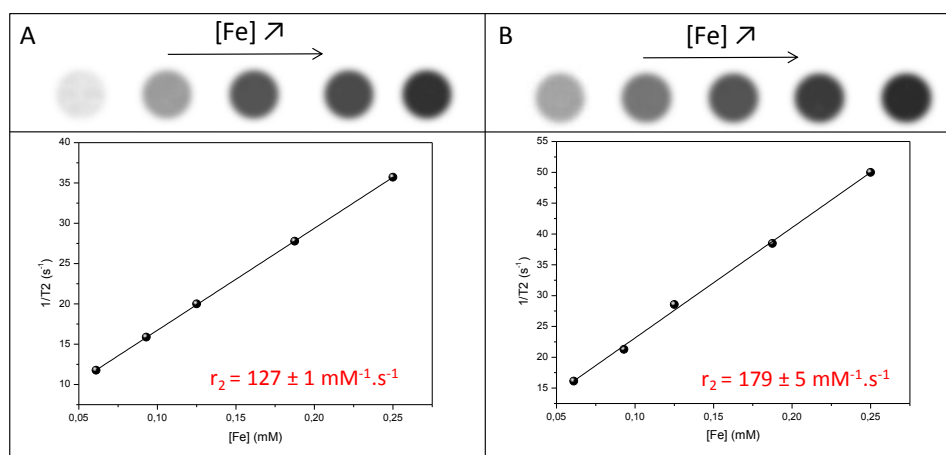 A
[Fe] ↗
B
[Fe] ↗
40
35
30
25
20
15
10
1/T2 (s⁻¹)
r₂ = 127 ± 1 mM⁻¹.s⁻¹
0,05
0,10
0,15
0,20
0,25
[Fe] (mM)
55
50
45
40
35
30
25
20
15
1/T2 (s⁻¹)
r₂ = 179 ± 5 mM⁻¹.s⁻¹
0,05
0,10
0,15
0,20
0,25
[Fe] (mM)